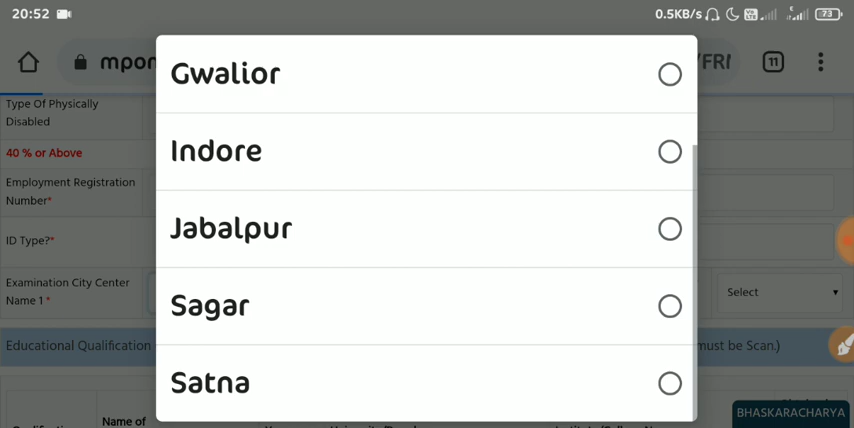 20:52
0.5KB/s
73
mpon
/FRI
11
Type Of Physically
Disabled
40 % or Above
Employment Registration
Number*
ID Type?*
Examination City Center
Name 1 *
Select
Gwalior
Indore
Jabalpur
Sagar
Satna
Educational Qualification
must be Scan.)
Name of
BHASKARACHARYA